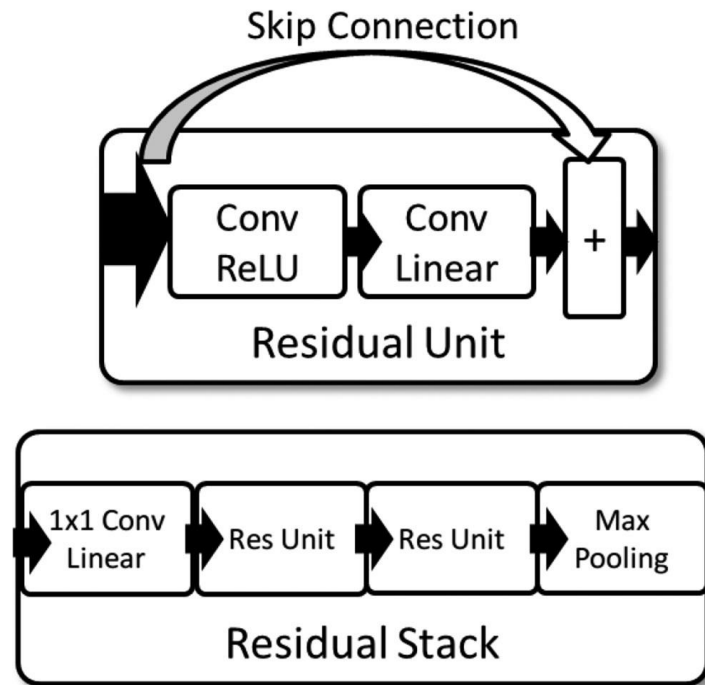 Skip Connection
Conv
ReLU
Conv
Linear
+
Residual Unit
1x1 Conv
Linear
Res Unit
Res Unit
Max
Pooling
Residual Stack